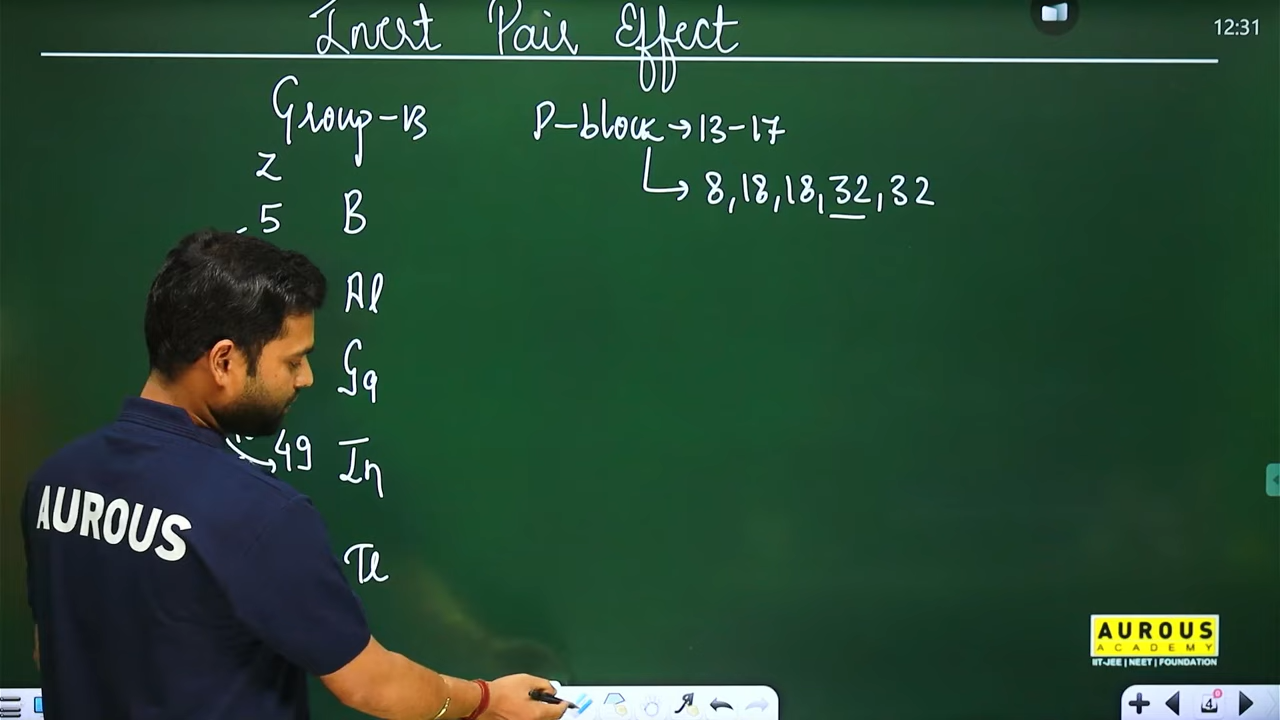 Inert Pair Effect
12:31
Group-13
P-block → 13-17
Z
8, 18, 18, 32, 32
5 B
Al
Ga
49 In
Tl
AUROUS
AUROUS
ACADEMY
IIT-JEE | NEET | FOUNDATION
4